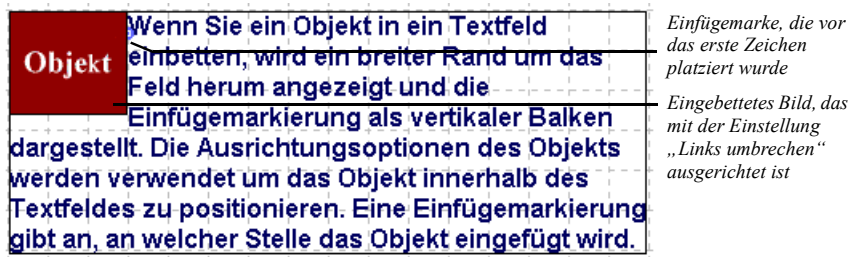 Objekt
Wenn Sie ein Objekt in ein Textfeld
einbetten, wird ein breiter Rand um das
Feld herum angezeigt und die
Einfügemarkierung als vertikaler Balken
dargestellt. Die Ausrichtungsoptionen des Objekts
werden verwendet um das Objekt innerhalb des
Textfeldes zu positionieren. Eine Einfügemarkierung
gibt an, an welcher Stelle das Objekt eingefügt wird.
Einfügemarke, die vor
das erste Zeichen
platziert wurde
Eingebettetes Bild, das
mit der Einstellung
„Links umbrechen“
ausgerichtet ist